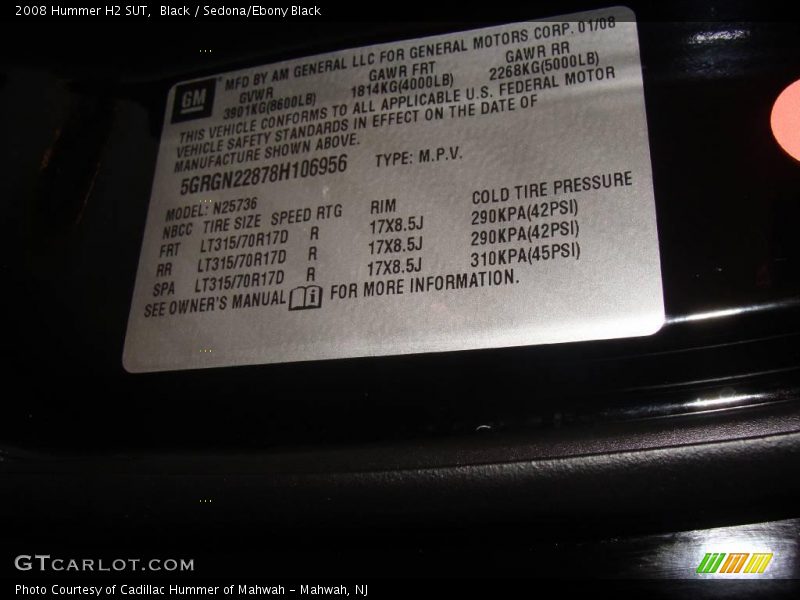 2008 Hummer H2 SUT,  Black / Sedona/Ebony Black
GM
MFD BY AM GENERAL LLC FOR GENERAL MOTORS CORP. 01/08
GVWR GAWR FRT GAWR RR
3901KG(8600LB) 1814KG(4000LB) 2268KG(5000LB)
THIS VEHICLE CONFORMS TO ALL APPLICABLE U.S. FEDERAL MOTOR
VEHICLE SAFETY STANDARDS IN EFFECT ON THE DATE OF
MANUFACTURE SHOWN ABOVE.
5GRGN22878H106956 TYPE: M.P.V.
MODEL: N25736
NBCC TIRE SIZE SPEED RTG RIM COLD TIRE PRESSURE
FRT LT315/70R17D R 17X8.5J 290KPA(42PSI)
RR LT315/70R17D R 17X8.5J 290KPA(42PSI)
SPA LT315/70R17D R 17X8.5J 310KPA(45PSI)
SEE OWNER'S MANUAL i FOR MORE INFORMATION.
GTCARLOT.COM
Photo Courtesy of Cadillac Hummer of Mahwah - Mahwah, NJ